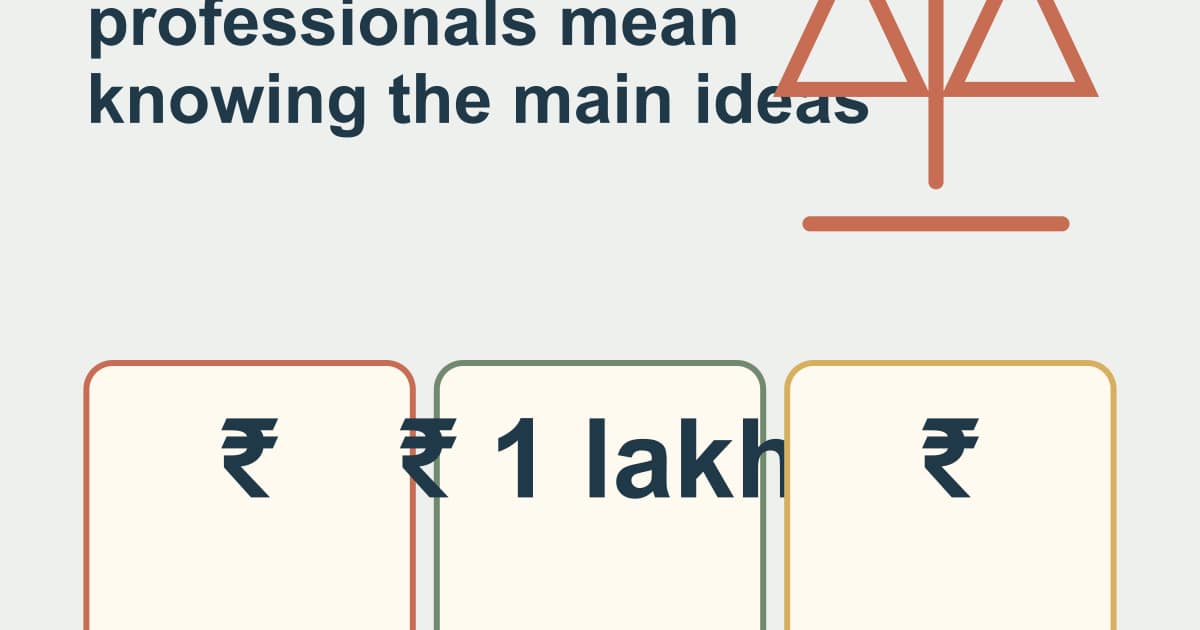 professionals mean
knowing the main ideas
₹
₹ 1 lakh
₹